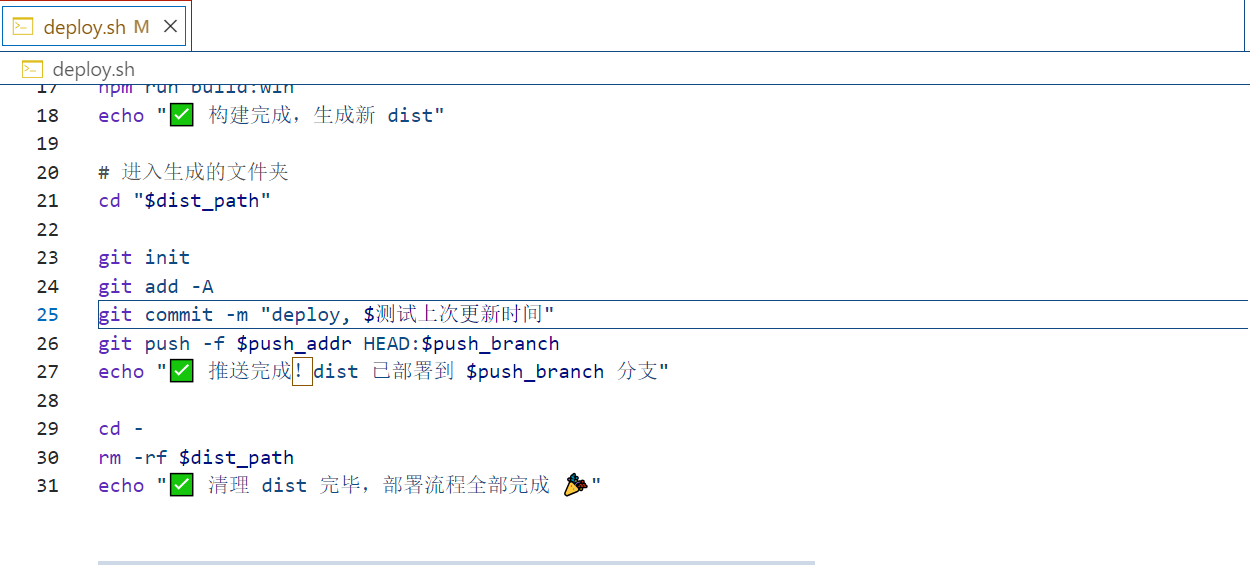 deploy.sh M
deploy.sh
17 npm run build:win
18 echo "✅ 构建完成，生成新 dist"
19
20 # 进入生成的文件夹
21 cd "$dist_path"
22
23 git init
24 git add -A
25 git commit -m "deploy, $测试上次更新时间"
26 git push -f $push_addr HEAD:$push_branch
27 echo "✅ 推送完成！dist 已部署到 $push_branch 分支"
28
29 cd -
30 rm -rf $dist_path
31 echo "✅ 清理 dist 完毕，部署流程全部完成 🎉"